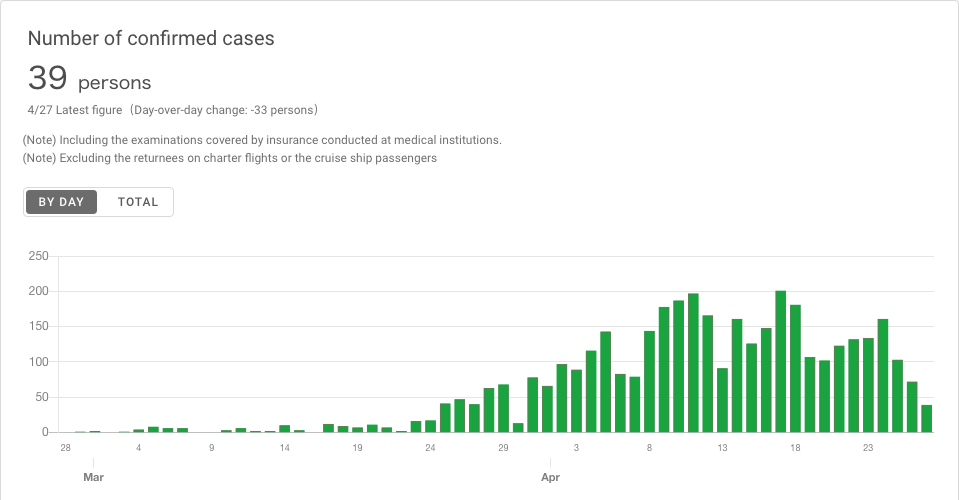 Number of confirmed cases
39 persons
4/27 Latest figure（Day-over-day change: -33 persons）
(Note) Including the examinations covered by insurance conducted at medical institutions.
(Note) Excluding the returnees on charter flights or the cruise ship passengers
BY DAY TOTAL
250
200
150
100
50
0
28 4 9 14 19 24 29 3 8 13 18 23
Mar Apr